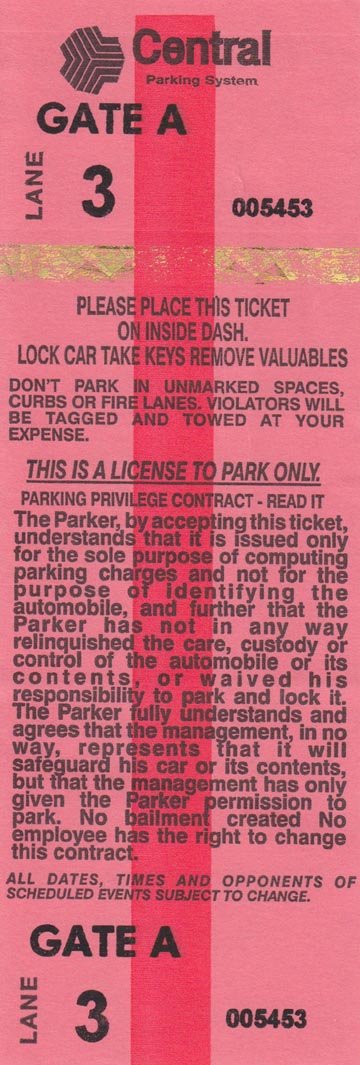 Central
Parking System
GATE A
LANE 3 005453
PLEASE PLACE THIS TICKET
ON INSIDE DASH.
LOCK CAR TAKE KEYS REMOVE VALUABLES
DON'T PARK IN UNMARKED SPACES,
CURBS OR FIRE LANES. VIOLATORS WILL
BE TAGGED AND TOWED AT YOUR
EXPENSE.
THIS IS A LICENSE TO PARK ONLY.
PARKING PRIVILEGE CONTRACT - READ IT
The Parker, by accepting this ticket,
understands that it is issued only
for the sole purpose of computing
parking charges and not for the
purpose of identifying the
automobile, and further that the
Parker has not in any way
relinquished the care, custody or
control of the automobile or its
contents, or waived his
responsibility to park and lock it.
The Parker fully understands and
agrees that the management, in no
way, represents that it will
safeguard his car or its contents,
but that the management has only
given the Parker permission to
park. No bailment created No
employee has the right to change
this contract.
ALL DATES, TIMES AND OPPONENTS OF
SCHEDULED EVENTS SUBJECT TO CHANGE.
GATE A
LANE 3 005453